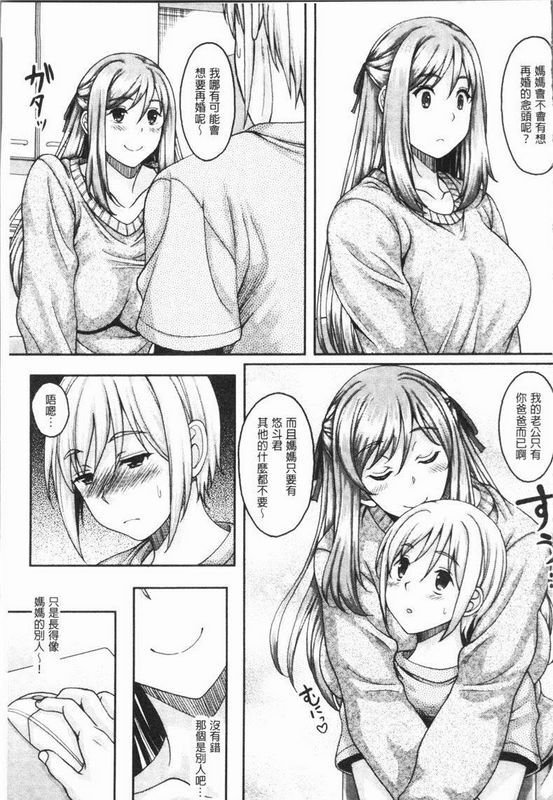 媽媽會不會有想
再婚的念頭呢？
我哪有可能會
想要再婚呢～
ガタッ
我的老公只有
你爸爸而已啊
而且媽媽只要有
悠斗君
其他的什麼都不要～
むにっ♡
唔嗯…
沒有錯
那個是別人吧…
只是長得像
媽媽的別人～！